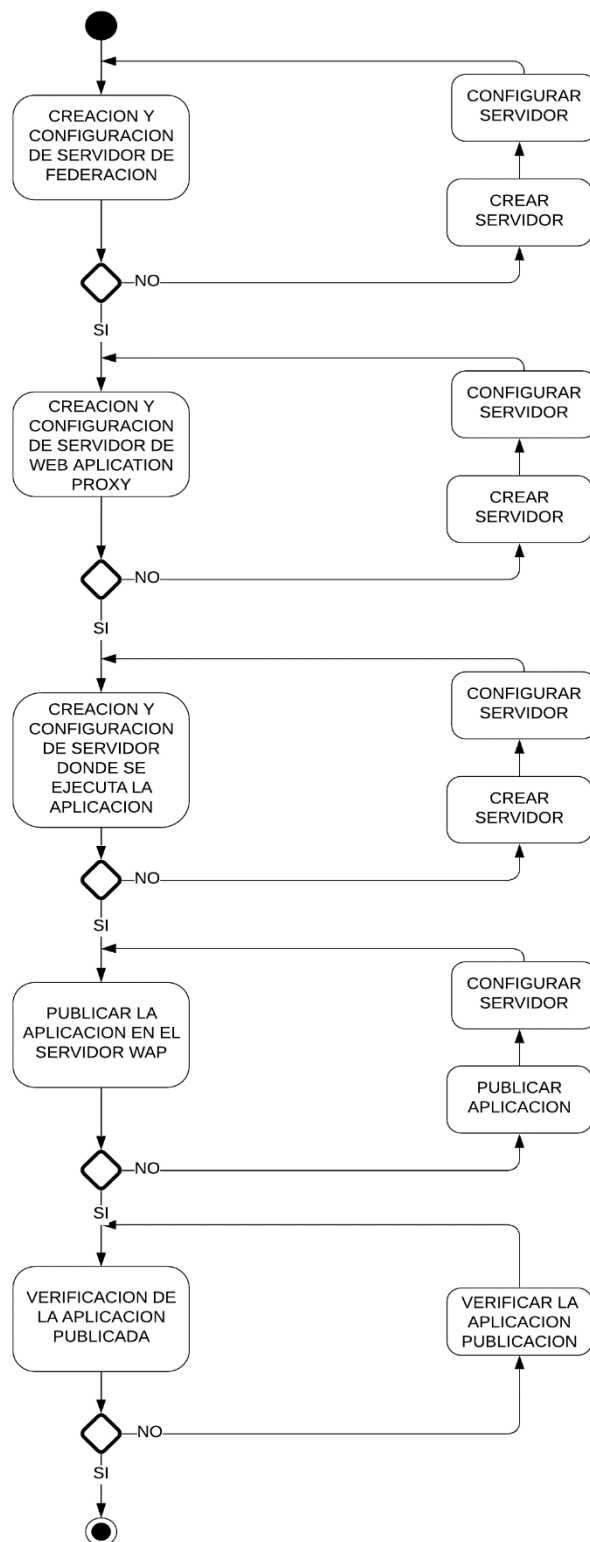 CREACION Y
CONFIGURACION
DE SERVIDOR DE
FEDERACION
CONFIGURAR
SERVIDOR
CREAR
SERVIDOR
NO
SI
CREACION Y
CONFIGURACION
DE SERVIDOR DE
WEB APLICATION
PROXY
CONFIGURAR
SERVIDOR
CREAR
SERVIDOR
NO
SI
CREACION Y
CONFIGURACION
DE SERVIDOR
DONDE SE
EJECUTA LA
APLICACION
CONFIGURAR
SERVIDOR
CREAR
SERVIDOR
NO
SI
PUBLICAR LA
APLICACION EN EL
SERVIDOR WAP
CONFIGURAR
SERVIDOR
PUBLICAR
APLICACION
NO
SI
VERIFICACION DE
LA APLICACION
PUBLICADA
VERIFICAR LA
APLICACION
PUBLICACION
NO
SI